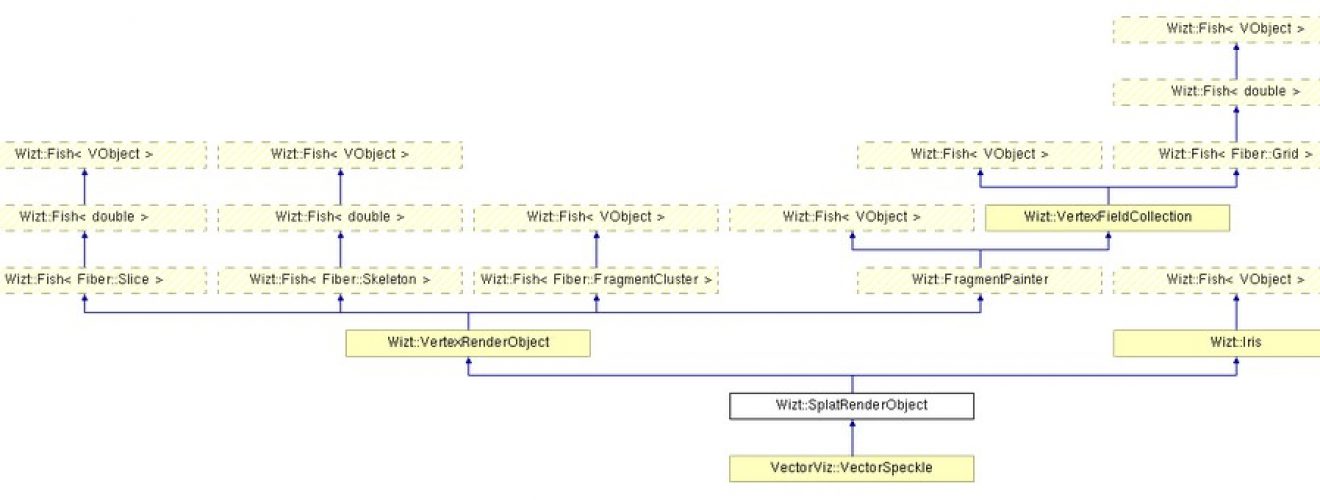 Wizt::Fish< VObject >
Wizt::Fish< double >
Wizt::Fish< VObject >
Wizt::Fish< VObject >
Wizt::Fish< VObject >
Wizt::Fish< Fiber::Grid >
Wizt::Fish< double >
Wizt::Fish< double >
Wizt::Fish< VObject >
Wizt::Fish< VObject >
Wizt::VertexFieldCollection
Wizt::Fish< Fiber::Slice >
Wizt::Fish< Fiber::Skeleton >
Wizt::Fish< Fiber::FragmentCluster >
Wizt::FragmentPainter
Wizt::Fish< VObject >
Wizt::VertexRenderObject
Wizt::Iris
Wizt::SplatRenderObject
VectorViz::VectorSpeckle